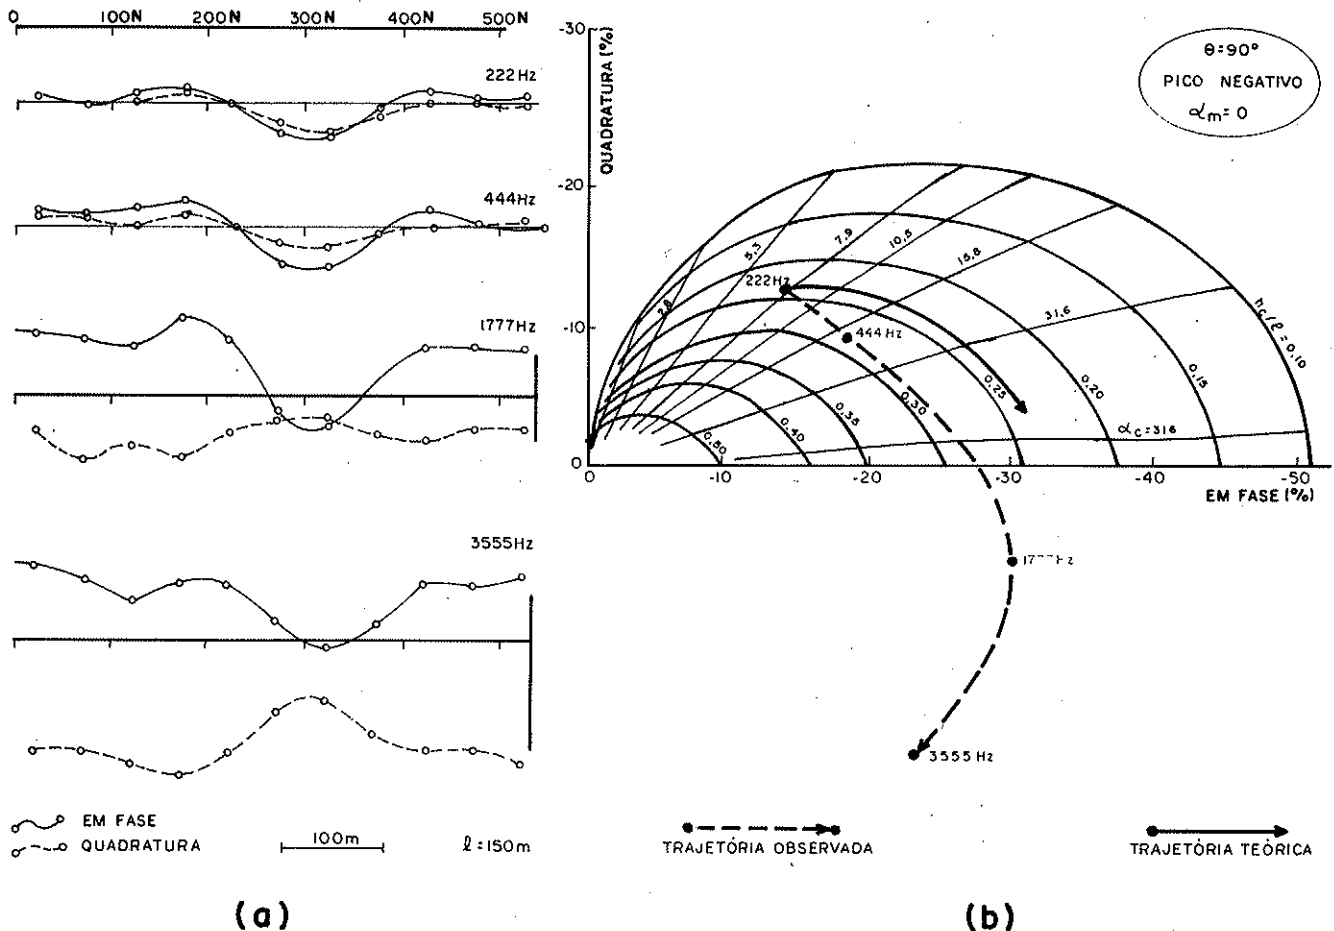 0 100N 200N 300N 400N 500N
222Hz
444Hz
1777Hz
3555Hz
EM FASE
QUADRATURA
100m
ℓ=150m
(a)
-30
-20
-10
0
QUADRATURA (%)
θ=90°
PICO NEGATIVO
αm=0
2,8
5,3
7,9
10,5
15,8
31,6
αc=316
hc/ℓ=0,10
0,15
0,20
0,25
0,30
0,35
0,40
0,50
222Hz
444 Hz
Hz
3555 Hz
0 -10 -20 -30 -40 -50
EM FASE (%)
TRAJETÓRIA OBSERVADA
TRAJETÓRIA TEÓRICA
(b)